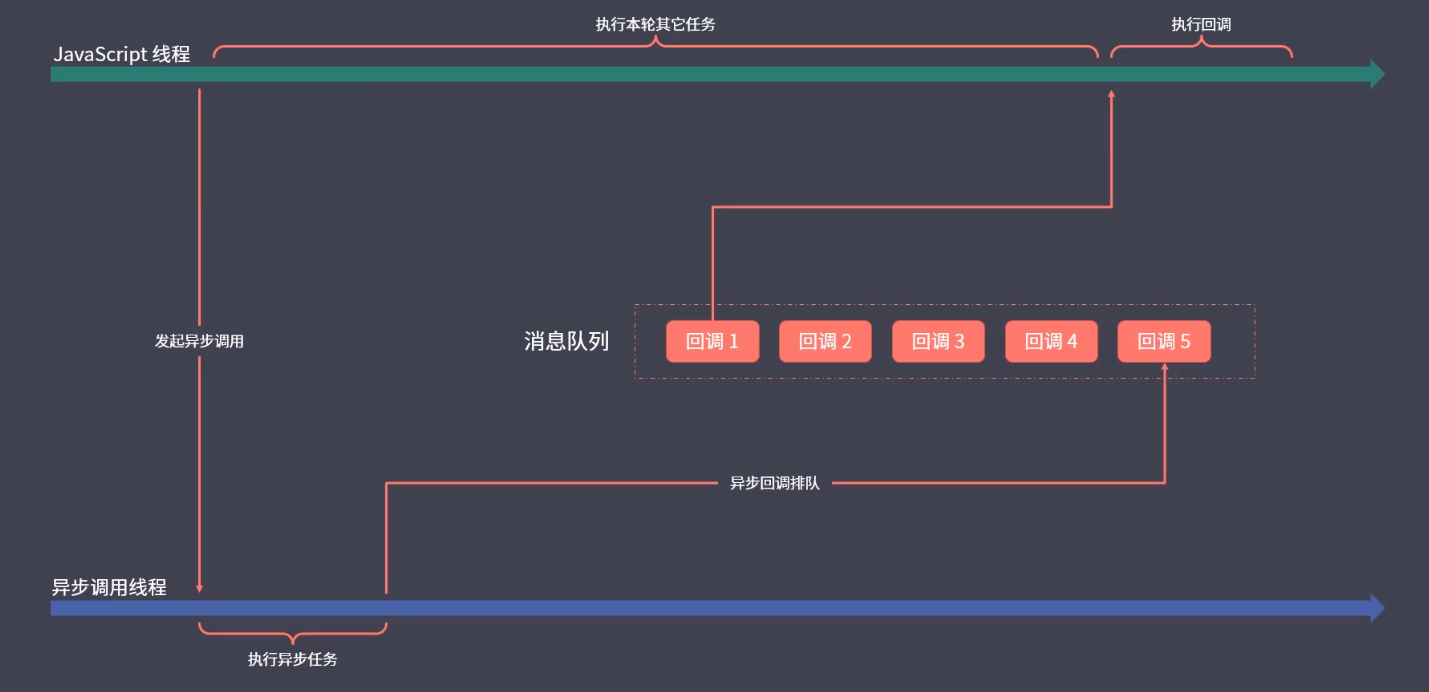 执行本轮其它任务
执行回调
JavaScript 线程
发起异步调用
消息队列
回调 1
回调 2
回调 3
回调 4
回调 5
异步回调排队
异步调用线程
执行异步任务